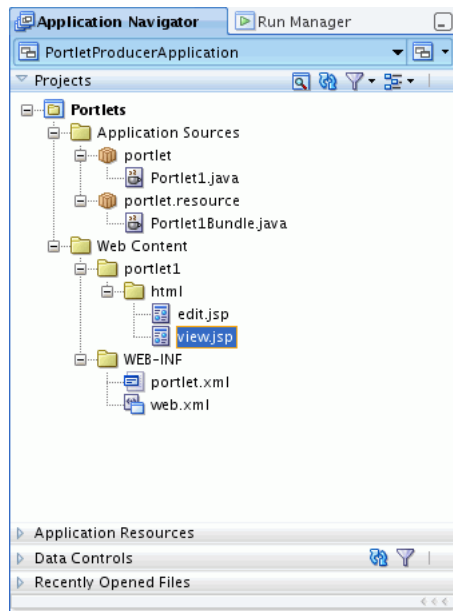 Application Navigator Run Manager
PortletProducerApplication
Projects
Portlets
Application Sources
portlet
Portlet1.java
portlet.resource
Portlet1Bundle.java
Web Content
portlet1
html
edit.jsp
view.jsp
WEB-INF
portlet.xml
web.xml
Application Resources
Data Controls
Recently Opened Files